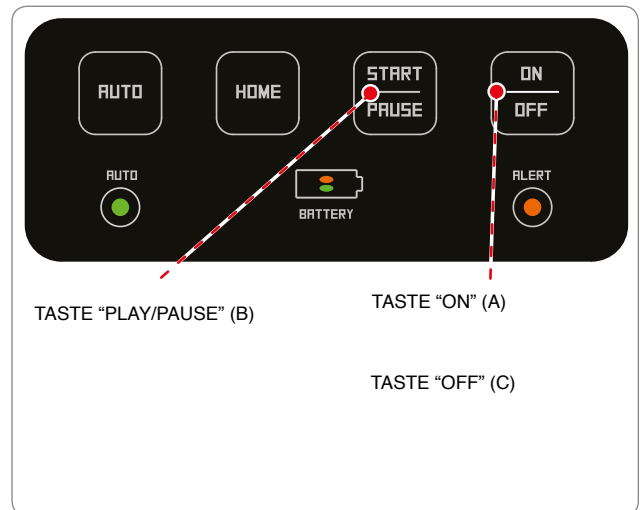 AUTO
HOME
START
PAUSE
ON
OFF
AUTO
BATTERY
ALERT
TASTE “PLAY/PAUSE” (B)
TASTE “ON” (A)
TASTE “OFF” (C)